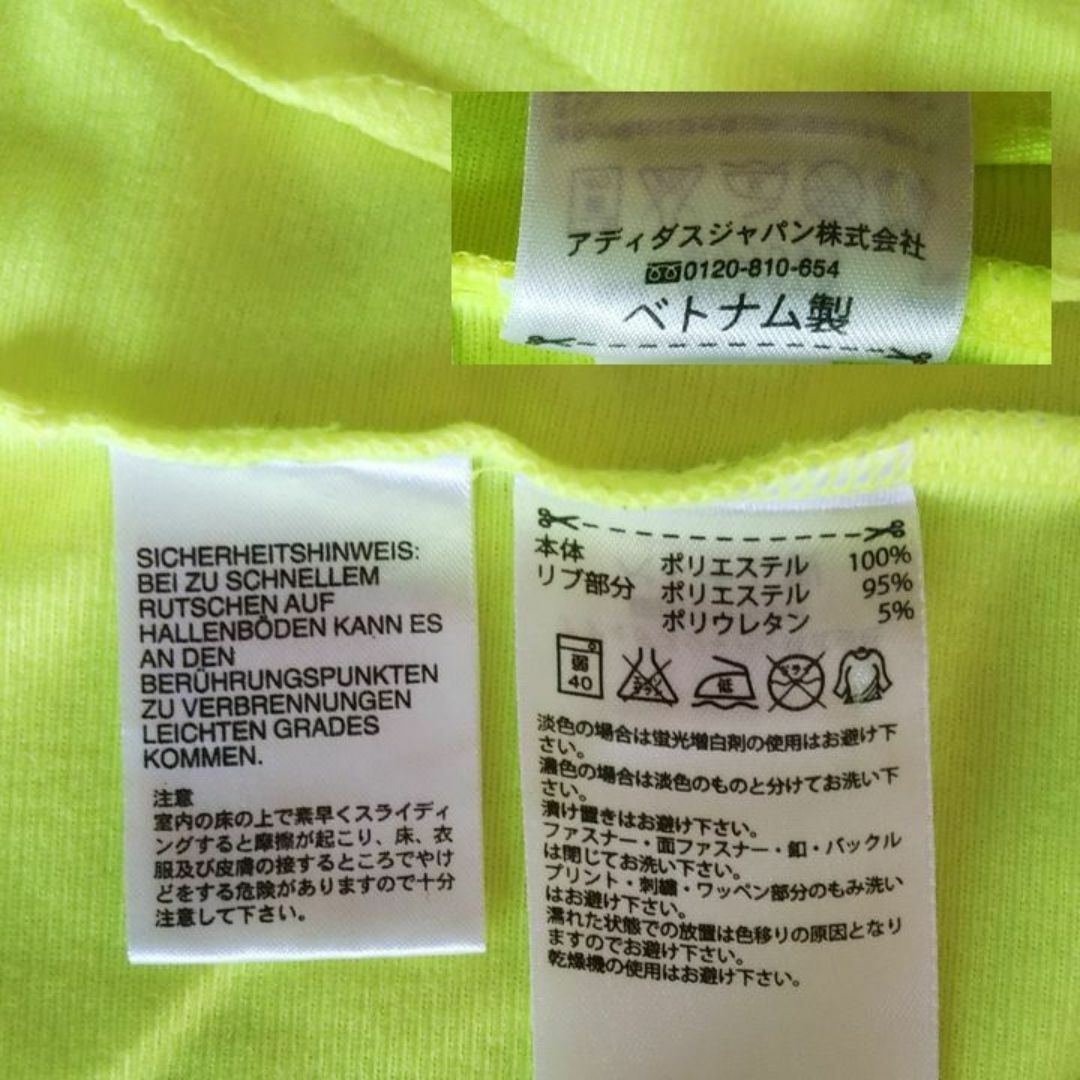 アディダスジャパン株式会社
0120-810-654
ベトナム製
SICHERHEITSHINWEIS:
BEI ZU SCHNELLEM
RUTSCHEN AUF
HALLENBÖDEN KANN ES
AN DEN
BERÜHRUNGSPUNKTEN
ZU VERBRENNUNGEN
LEICHTEN GRADES
KOMMEN.
注意
室内の床の上で素早くスライディ
ングすると摩擦が起こり、床、衣
服及び皮膚の接するところでやけ
どをする危険がありますので十分
注意して下さい。
本体 ポリエステル 100%
リブ部分 ポリエステル 95%
ポリウレタン 5%
弱 40 エンソサラシ 低 ドライ
淡色の場合は蛍光増白剤の使用はお避け下
さい。
濃色の場合は淡色のものと分けてお洗い下
さい。
漬け置きはお避け下さい。
ファスナー・面ファスナー・釦・バックル
は閉じてお洗い下さい。
プリント・刺繍・ワッペン部分のもみ洗い
はお避け下さい。
濡れた状態での放置は色移りの原因となり
ますのでお避け下さい。
乾燥機の使用はお避け下さい。